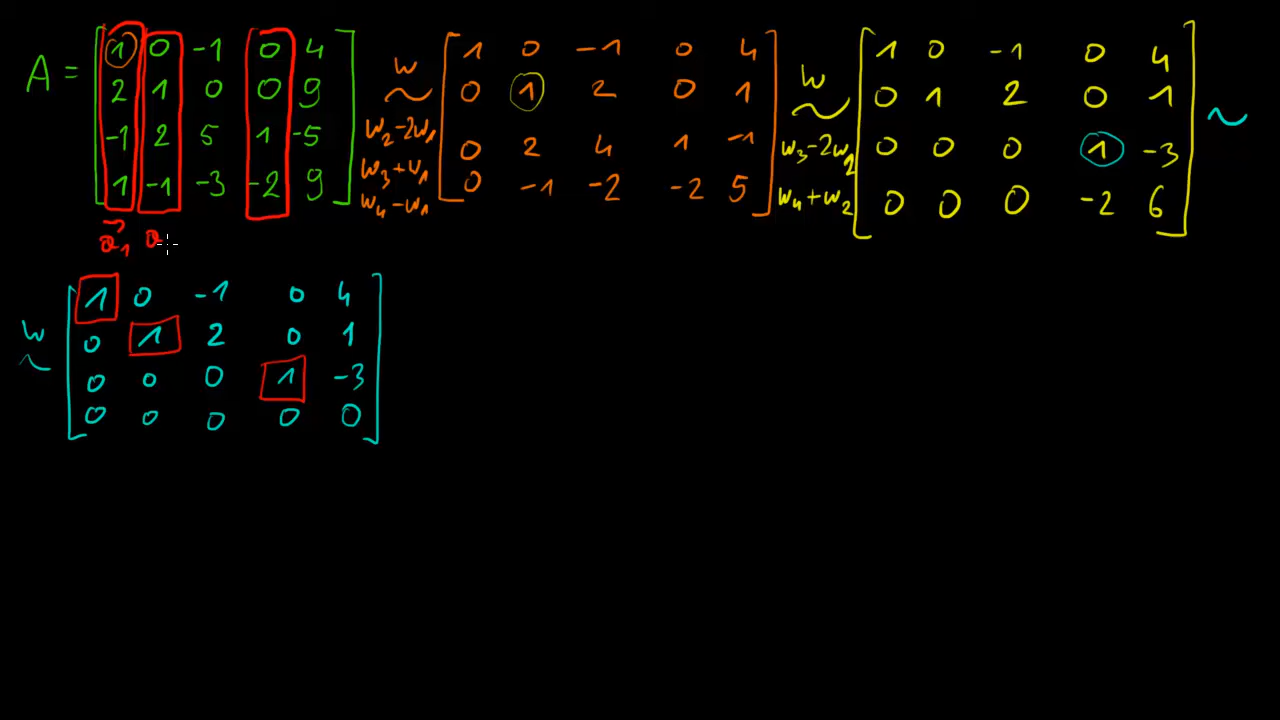 A = [ 1 0 -1 0 4 ] w ~ [ 1 0 -1 0 4 ] w ~ [ 1 0 -1 0 4 ] ~
2 1 0 0 9 0 1 2 0 1 0 1 2 0 1
-1 2 5 1 -5 w₂-2w₁ 0 2 4 1 -1 w₃-2w₂ 0 0 0 1 -3
1 -1 -3 -2 9 w₃+w₁ 0 -1 -2 -2 5 w₄+w₂ 0 0 0 -2 6
w₄-w₁
a⃗₁ a
w ~ [ 1 0 -1 0 4 ]
0 1 2 0 1
0 0 0 1 -3
0 0 0 0 0